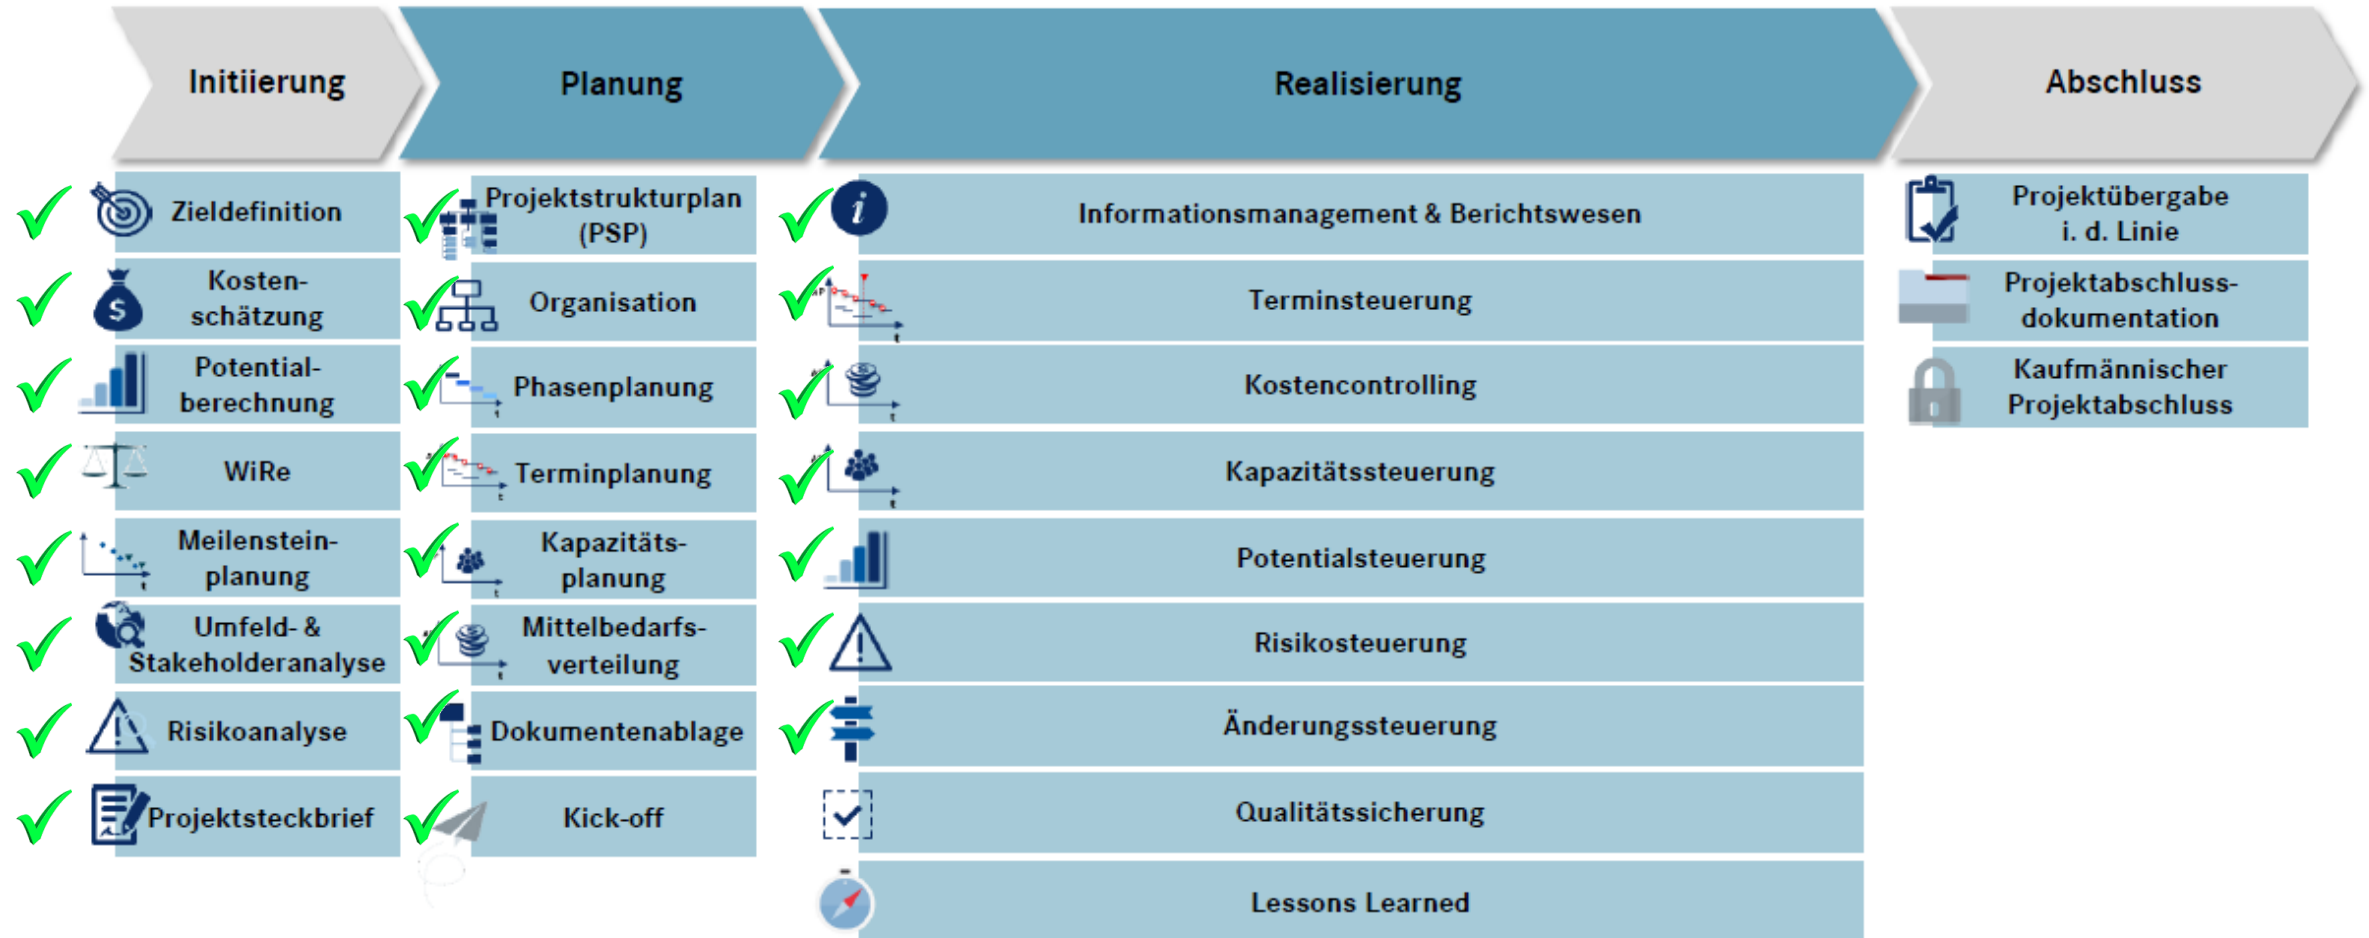 Initiierung
Planung
Realisierung
Abschluss
Zieldefinition
Kosten-
schätzung
Potential-
berechnung
WiRe
Meilenstein-
planung
Umfeld- &
Stakeholderanalyse
Risikoanalyse
Projektsteckbrief
Projektstrukturplan
(PSP)
Organisation
Phasenplanung
Terminplanung
Kapazitäts-
planung
Mittelbedarfs-
verteilung
Dokumentenablage
Kick-off
Informationsmanagement & Berichtswesen
Terminsteuerung
Kostencontrolling
Kapazitätssteuerung
Potentialsteuerung
Risikosteuerung
Änderungssteuerung
Qualitätssicherung
Lessons Learned
Projektübergabe
i. d. Linie
Projektabschluss-
dokumentation
Kaufmännischer
Projektabschluss